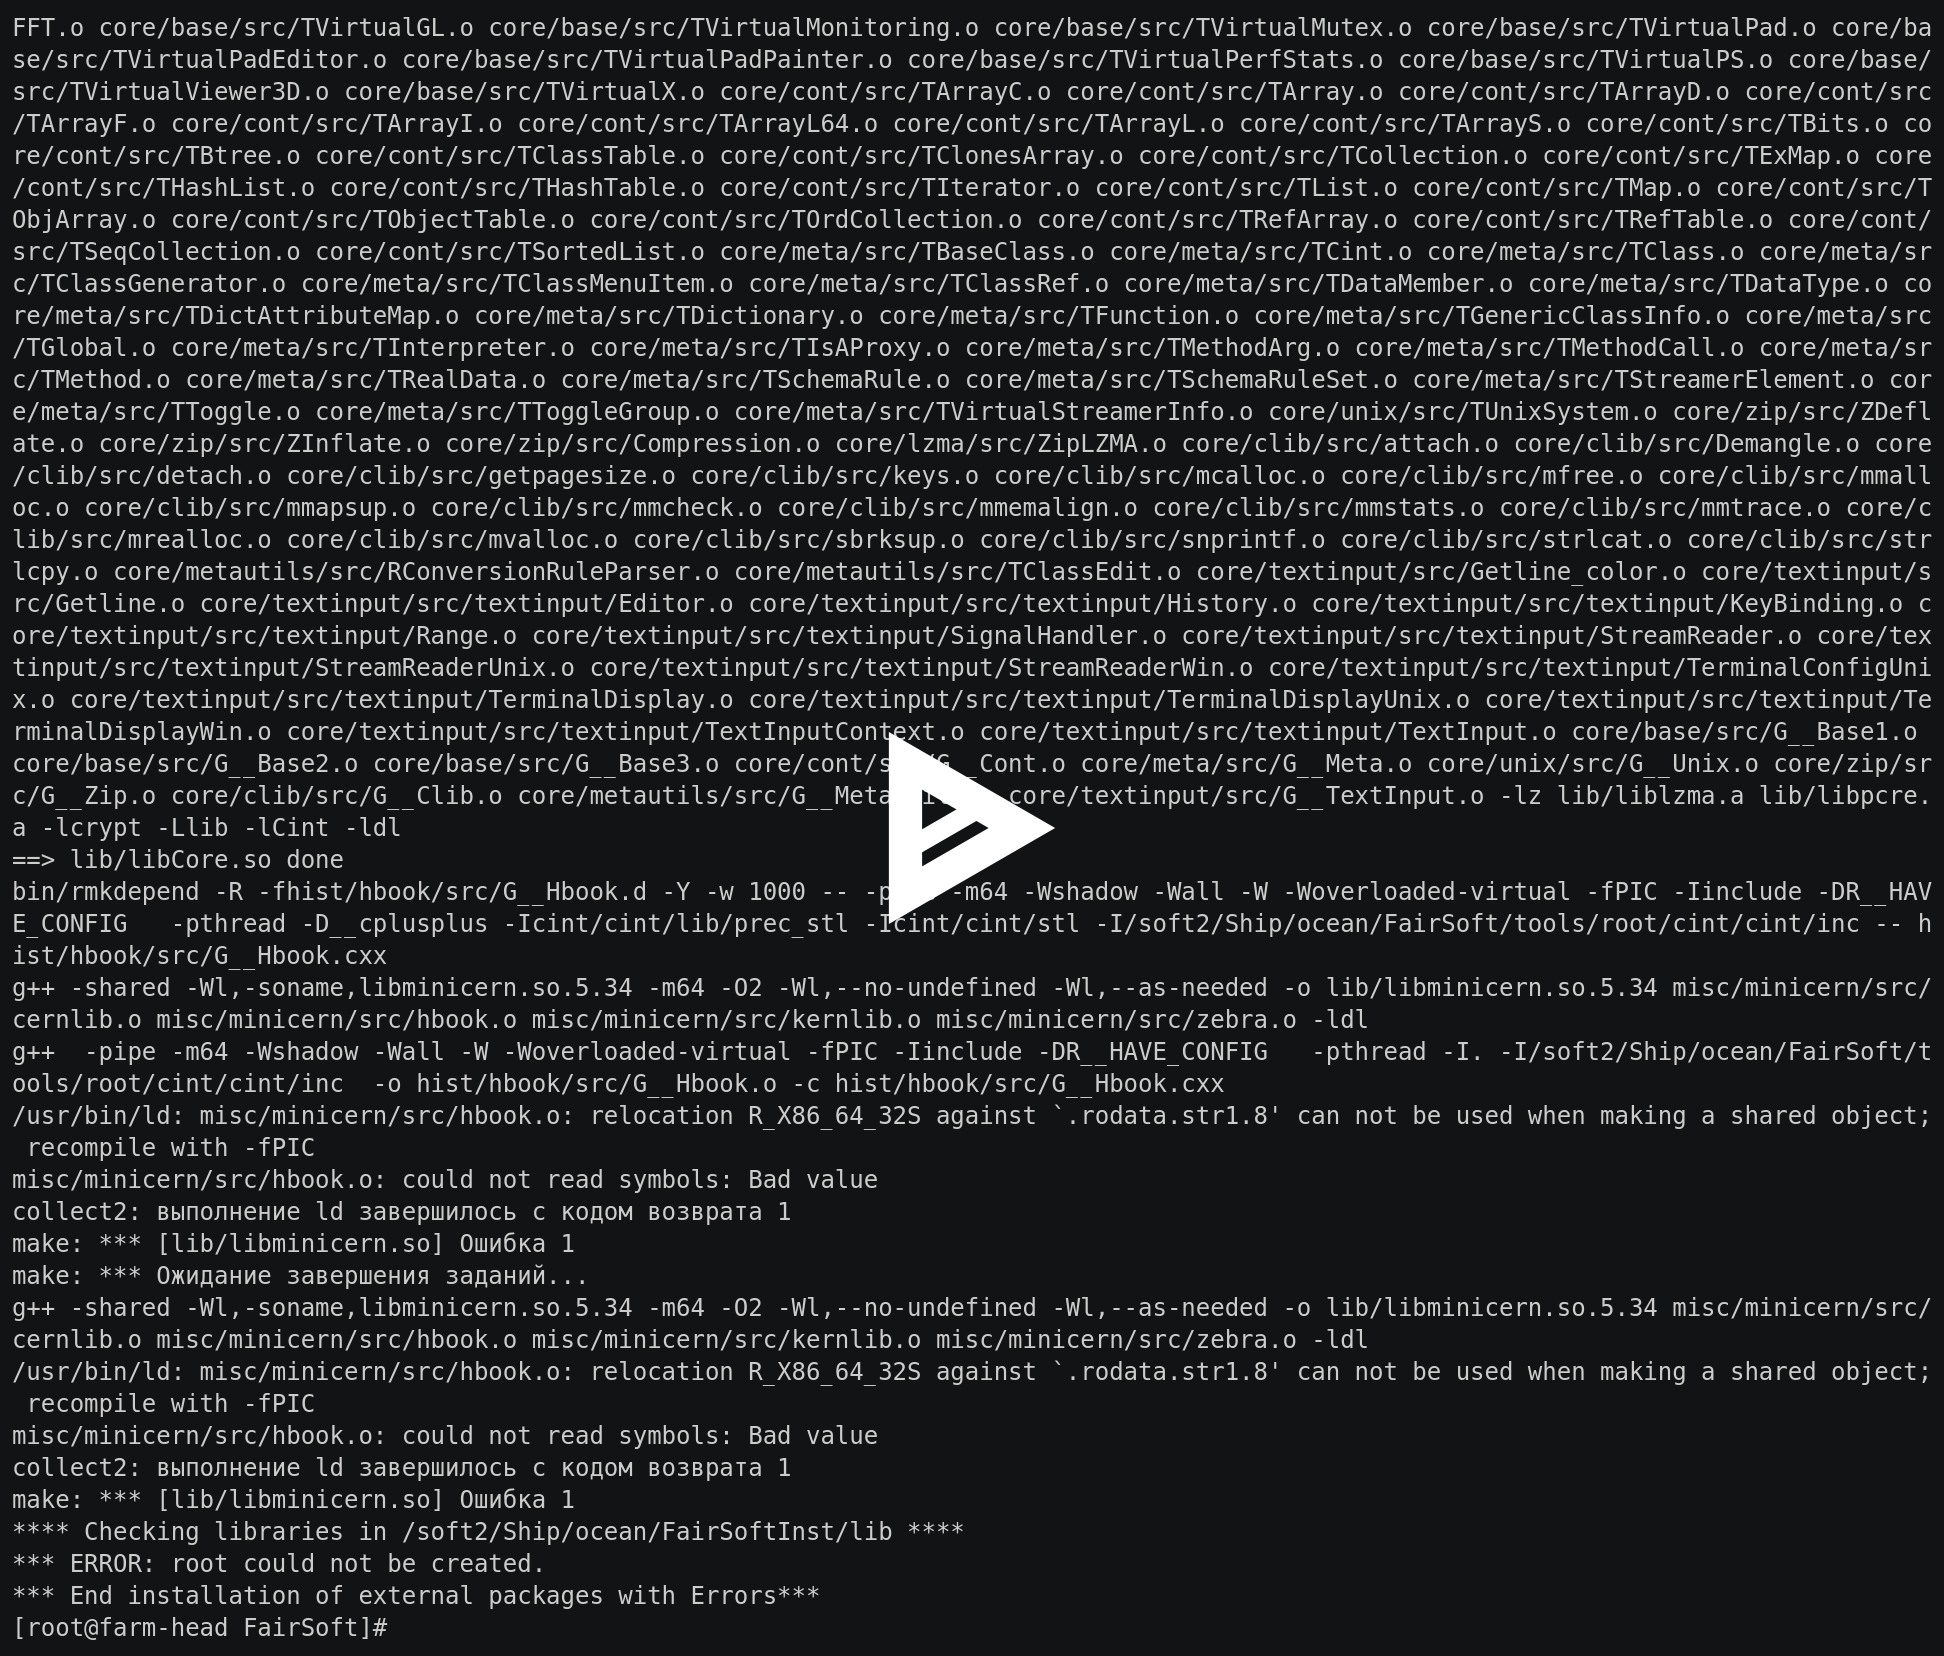 FFT.o core/base/src/TVirtualGL.o core/base/src/TVirtualMonitoring.o core/base/src/TVirtualMutex.o core/base/src/TVirtualPad.o core/ba
se/src/TVirtualPadEditor.o core/base/src/TVirtualPadPainter.o core/base/src/TVirtualPerfStats.o core/base/src/TVirtualPS.o core/base/
src/TVirtualViewer3D.o core/base/src/TVirtualX.o core/cont/src/TArrayC.o core/cont/src/TArray.o core/cont/src/TArrayD.o core/cont/src
/TArrayF.o core/cont/src/TArrayI.o core/cont/src/TArrayL64.o core/cont/src/TArrayL.o core/cont/src/TArrayS.o core/cont/src/TBits.o co
re/cont/src/TBtree.o core/cont/src/TClassTable.o core/cont/src/TClonesArray.o core/cont/src/TCollection.o core/cont/src/TExMap.o core
/cont/src/THashList.o core/cont/src/THashTable.o core/cont/src/TIterator.o core/cont/src/TList.o core/cont/src/TMap.o core/cont/src/T
ObjArray.o core/cont/src/TObjectTable.o core/cont/src/TOrdCollection.o core/cont/src/TRefArray.o core/cont/src/TRefTable.o core/cont/
src/TSeqCollection.o core/cont/src/TSortedList.o core/meta/src/TBaseClass.o core/meta/src/TCint.o core/meta/src/TClass.o core/meta/sr
c/TClassGenerator.o core/meta/src/TClassMenuItem.o core/meta/src/TClassRef.o core/meta/src/TDataMember.o core/meta/src/TDataType.o co
re/meta/src/TDictAttributeMap.o core/meta/src/TDictionary.o core/meta/src/TFunction.o core/meta/src/TGenericClassInfo.o core/meta/src
/TGlobal.o core/meta/src/TInterpreter.o core/meta/src/TIsAProxy.o core/meta/src/TMethodArg.o core/meta/src/TMethodCall.o core/meta/sr
c/TMethod.o core/meta/src/TRealData.o core/meta/src/TSchemaRule.o core/meta/src/TSchemaRuleSet.o core/meta/src/TStreamerElement.o cor
e/meta/src/TToggle.o core/meta/src/TToggleGroup.o core/meta/src/TVirtualStreamerInfo.o core/unix/src/TUnixSystem.o core/zip/src/ZDefl
ate.o core/zip/src/ZInflate.o core/zip/src/Compression.o core/lzma/src/ZipLZMA.o core/clib/src/attach.o core/clib/src/Demangle.o core
/clib/src/detach.o core/clib/src/getpagesize.o core/clib/src/keys.o core/clib/src/mcalloc.o core/clib/src/mfree.o core/clib/src/mmall
oc.o core/clib/src/mmapsup.o core/clib/src/mmcheck.o core/clib/src/mmemalign.o core/clib/src/mmstats.o core/clib/src/mmtrace.o core/c
lib/src/mrealloc.o core/clib/src/mvalloc.o core/clib/src/sbrksup.o core/clib/src/snprintf.o core/clib/src/strlcat.o core/clib/src/str
lcpy.o core/metautils/src/RConversionRuleParser.o core/metautils/src/TClassEdit.o core/textinput/src/Getline_color.o core/textinput/s
rc/Getline.o core/textinput/src/textinput/Editor.o core/textinput/src/textinput/History.o core/textinput/src/textinput/KeyBinding.o c
ore/textinput/src/textinput/Range.o core/textinput/src/textinput/SignalHandler.o core/textinput/src/textinput/StreamReader.o core/tex
tinput/src/textinput/StreamReaderUnix.o core/textinput/src/textinput/StreamReaderWin.o core/textinput/src/textinput/TerminalConfigUni
x.o core/textinput/src/textinput/TerminalDisplay.o core/textinput/src/textinput/TerminalDisplayUnix.o core/textinput/src/textinput/Te
rminalDisplayWin.o core/textinput/src/textinput/TextInputContext.o core/textinput/src/textinput/TextInput.o core/base/src/G__Base1.o
core/base/src/G__Base2.o core/base/src/G__Base3.o core/meta/src/G__Meta.o core/unix/src/G__Unix.o core/zip/sr
c/G__Zip.o core/clib/src/G__Clib.o core/textinput/src/G__TextInput.o -lz lib/liblzma.a lib/libpcre.
a -lcrypt -Llib -lCint -ldl
==> lib/libCore.so done
bin/rmkdepend -R -fhist/hbook/src/G__Hbook.d -Y -w 1000 -- -m64 -Wshadow -Wall -W -Woverloaded-virtual -fPIC -Iinclude -DR__HAV
E_CONFIG   -pthread -D__cplusplus -Icint/cint/lib/prec_stl -Icint/cint/stl -I/soft2/Ship/ocean/FairSoft/tools/root/cint/cint/inc -- h
ist/hbook/src/G__Hbook.cxx
g++ -shared -Wl,-soname,libminicern.so.5.34 -m64 -O2 -Wl,--no-undefined -Wl,--as-needed -o lib/libminicern.so.5.34 misc/minicern/src/
cernlib.o misc/minicern/src/hbook.o misc/minicern/src/kernlib.o misc/minicern/src/zebra.o -ldl
g++  -pipe -m64 -Wshadow -Wall -W -Woverloaded-virtual -fPIC -Iinclude -DR__HAVE_CONFIG   -pthread -I. -I/soft2/Ship/ocean/FairSoft/t
ools/root/cint/cint/inc  -o hist/hbook/src/G__Hbook.o -c hist/hbook/src/G__Hbook.cxx
/usr/bin/ld: misc/minicern/src/hbook.o: relocation R_X86_64_32S against `.rodata.str1.8' can not be used when making a shared object;
 recompile with -fPIC
misc/minicern/src/hbook.o: could not read symbols: Bad value
collect2: выполнение ld завершилось с кодом возврата 1
make: *** [lib/libminicern.so] Ошибка 1
make: *** Ожидание завершения заданий...
g++ -shared -Wl,-soname,libminicern.so.5.34 -m64 -O2 -Wl,--no-undefined -Wl,--as-needed -o lib/libminicern.so.5.34 misc/minicern/src/
cernlib.o misc/minicern/src/hbook.o misc/minicern/src/kernlib.o misc/minicern/src/zebra.o -ldl
/usr/bin/ld: misc/minicern/src/hbook.o: relocation R_X86_64_32S against `.rodata.str1.8' can not be used when making a shared object;
 recompile with -fPIC
misc/minicern/src/hbook.o: could not read symbols: Bad value
collect2: выполнение ld завершилось с кодом возврата 1
make: *** [lib/libminicern.so] Ошибка 1
**** Checking libraries in /soft2/Ship/ocean/FairSoftInst/lib ****
*** ERROR: root could not be created.
*** End installation of external packages with Errors***
[root@farm-head FairSoft]#